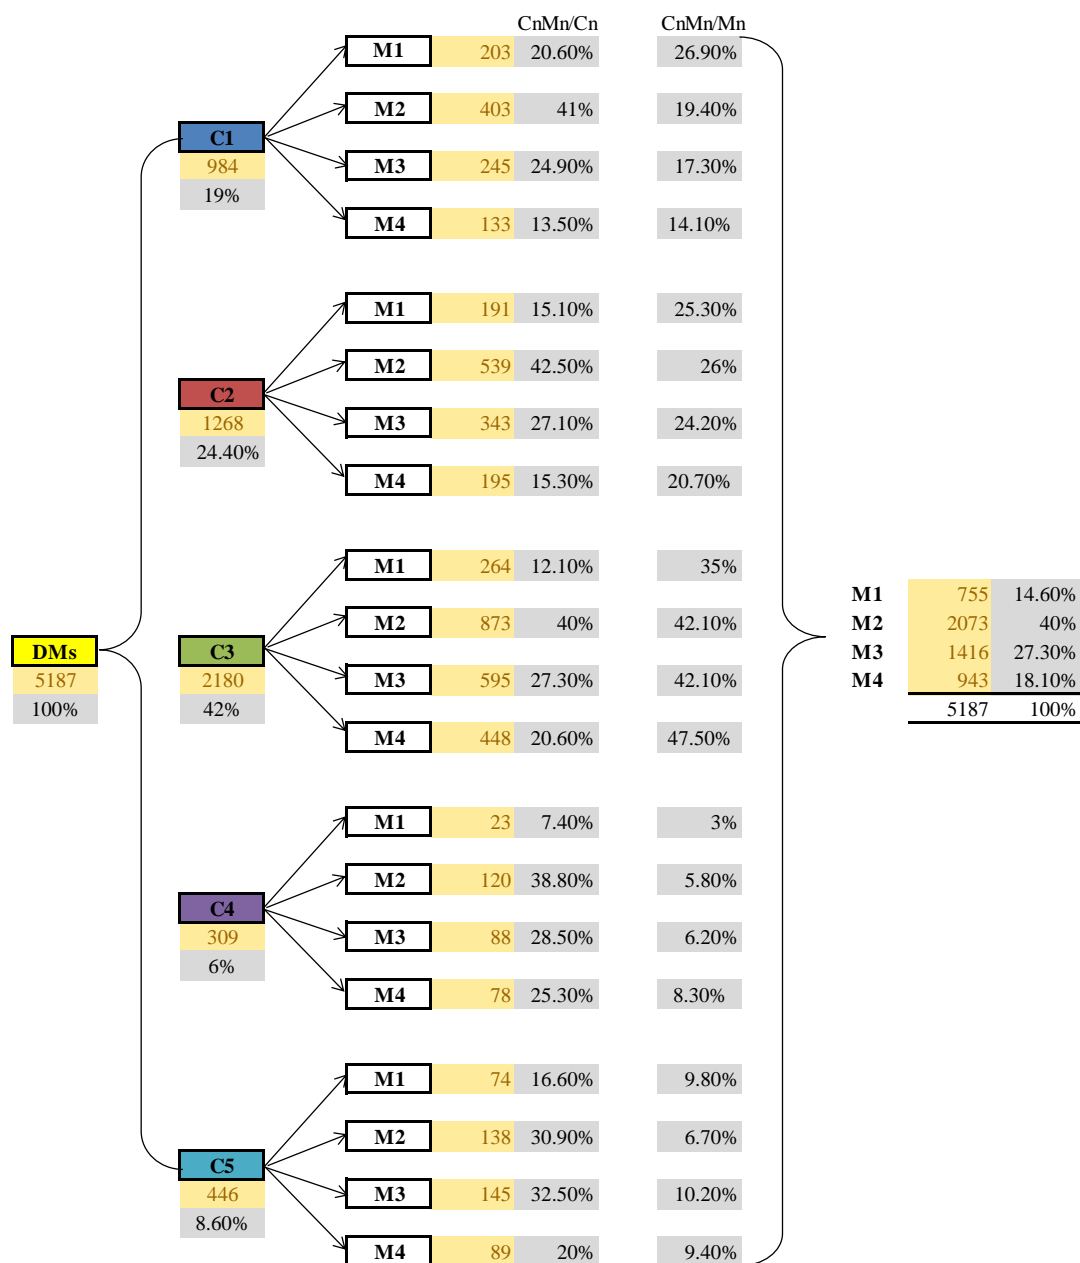 CnMn/Cn CnMn/Mn
M1 203 20.60% 26.90%
M2 403 41% 19.40%
C1
984
19%
M3 245 24.90% 17.30%
M4 133 13.50% 14.10%
M1 191 15.10% 25.30%
M2 539 42.50% 26%
C2
1268
24.40%
M3 343 27.10% 24.20%
M4 195 15.30% 20.70%
M1 264 12.10% 35%
M2 873 40% 42.10%
DMs
5187
100%
C3
2180
42%
M3 595 27.30% 42.10%
M4 448 20.60% 47.50%
M1 755 14.60%
M2 2073 40%
M3 1416 27.30%
M4 943 18.10%
5187 100%
M1 23 7.40% 3%
M2 120 38.80% 5.80%
C4
309
6%
M3 88 28.50% 6.20%
M4 78 25.30% 8.30%
M1 74 16.60% 9.80%
M2 138 30.90% 6.70%
C5
446
8.60%
M3 145 32.50% 10.20%
M4 89 20% 9.40%